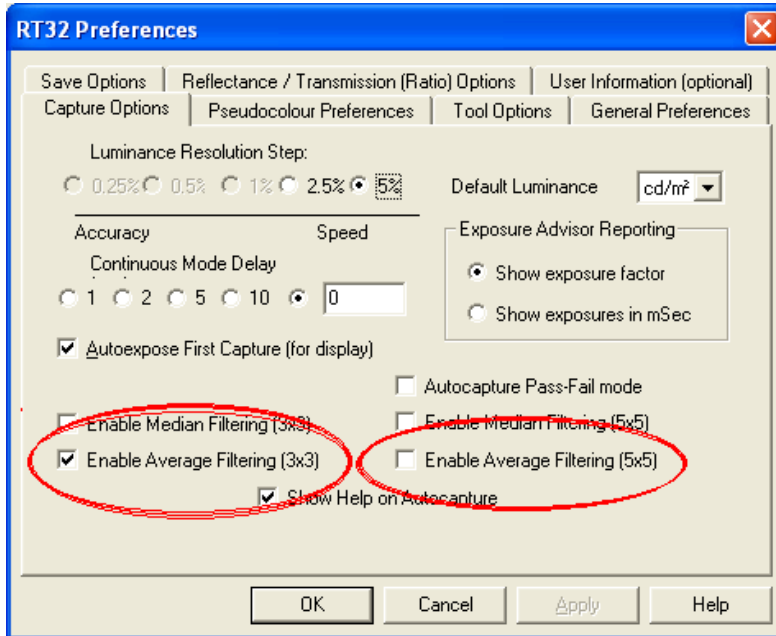 RT32 Preferences
Save Options Reflectance / Transmission (Ratio) Options User Information (optional)
Capture Options Pseudocolour Preferences Tool Options General Preferences
Luminance Resolution Step:
0.25% 0.5% 1% 2.5% 5%
Default Luminance cd/m²
Accuracy Speed
Exposure Advisor Reporting
Continuous Mode Delay
Show exposure factor
1 2 5 10 0
Show exposures in mSec
Autoexpose First Capture (for display)
Autocapture Pass-Fail mode
Enable Median Filtering (3x3) Enable Median Filtering (5x5)
Enable Average Filtering (3x3) Enable Average Filtering (5x5)
Show Help on Autocapture
OK Cancel Apply Help